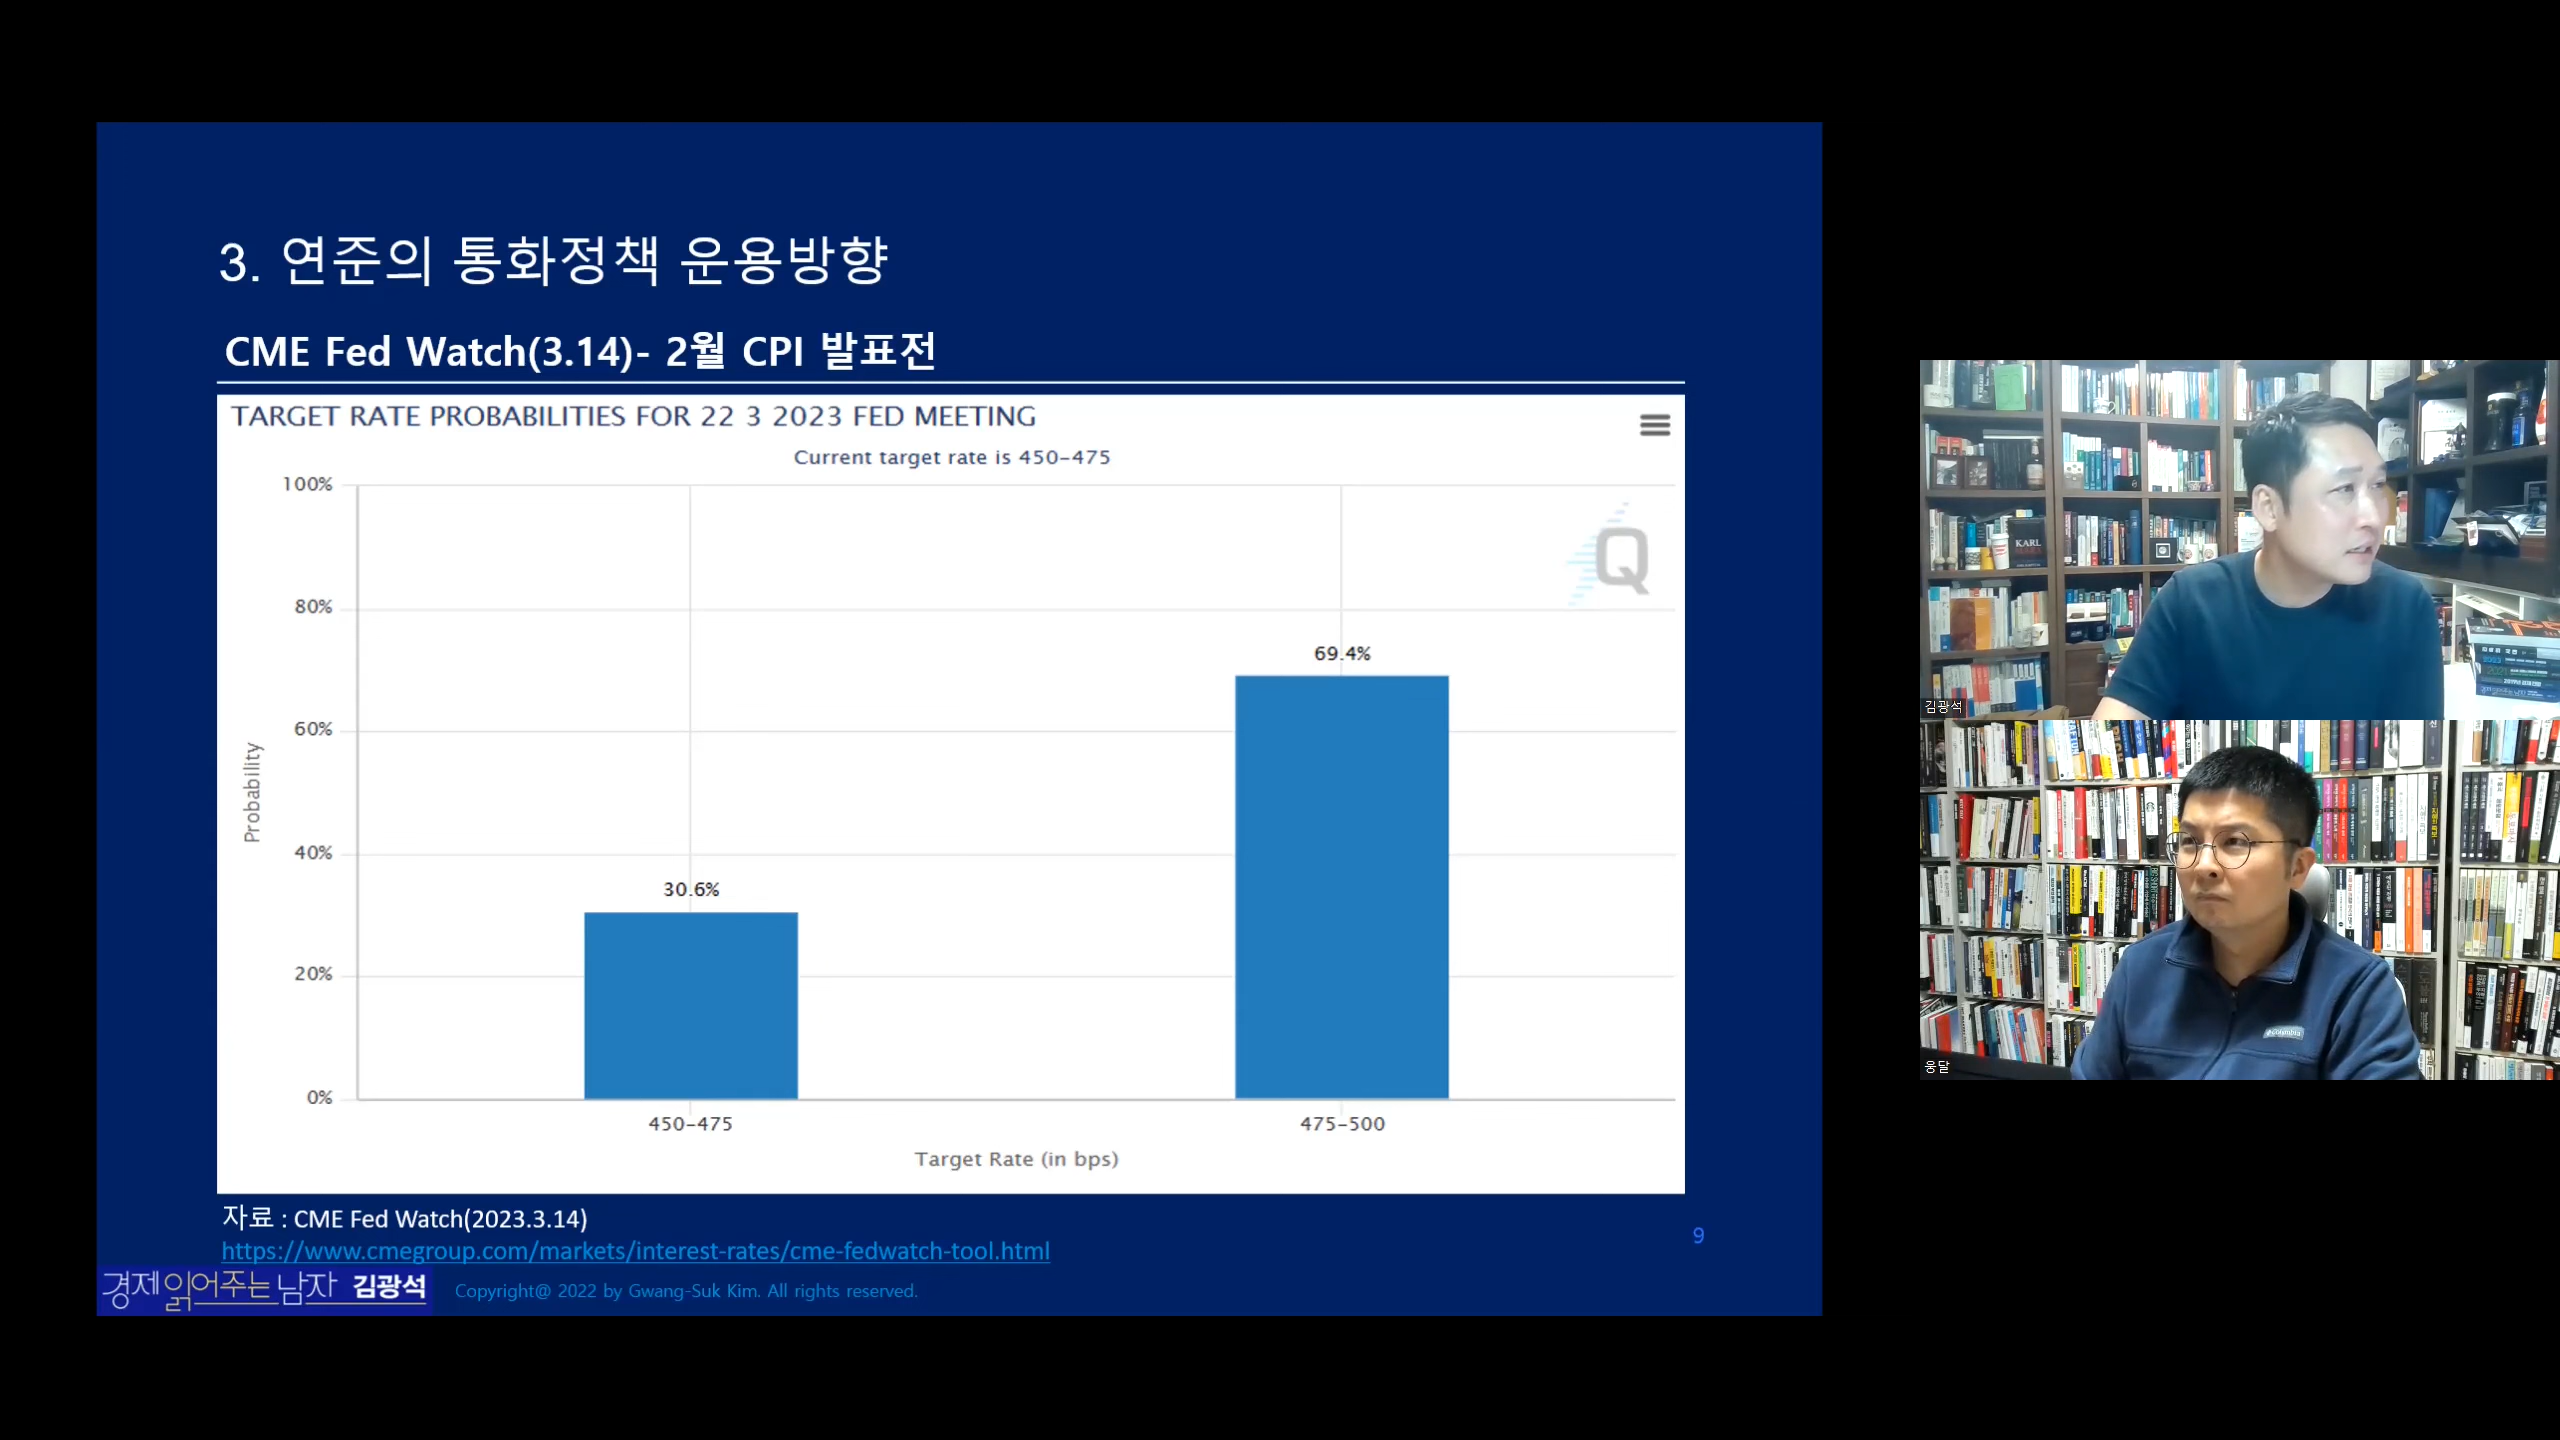 3. 연준의 통화정책 운용방향
CME Fed Watch(3.14)- 2월 CPI 발표전
TARGET RATE PROBABILITIES FOR 22 3 2023 FED MEETING
Current target rate is 450-475
100%
80%
60%
40%
20%
0%
Probability
30.6%
69.4%
450-475
475-500
Target Rate (in bps)
Q
자료 : CME Fed Watch(2023.3.14)
https://www.cmegroup.com/markets/interest-rates/cme-fedwatch-tool.html
9
경제 읽어주는 남자 김광석
Copyright@ 2022 by Gwang-Suk Kim. All rights reserved.
KARL
김광석
Columbia
웅달